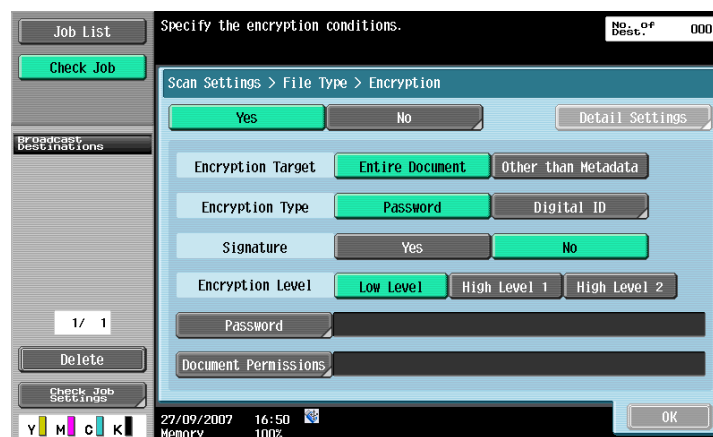 Job List
Check Job
Broadcast
Destinations
1/ 1
Delete
Check Job
Settings
Y M C K
Specify the encryption conditions.
No. of
Dest.
000
Scan Settings > File Type > Encryption
Yes No Detail Settings
Encryption Target Entire Document Other than Metadata
Encryption Type Password Digital ID
Signature Yes No
Encryption Level Low Level High Level 1 High Level 2
Password
Document Permissions
27/09/2007 16:50
Memory 100%
OK